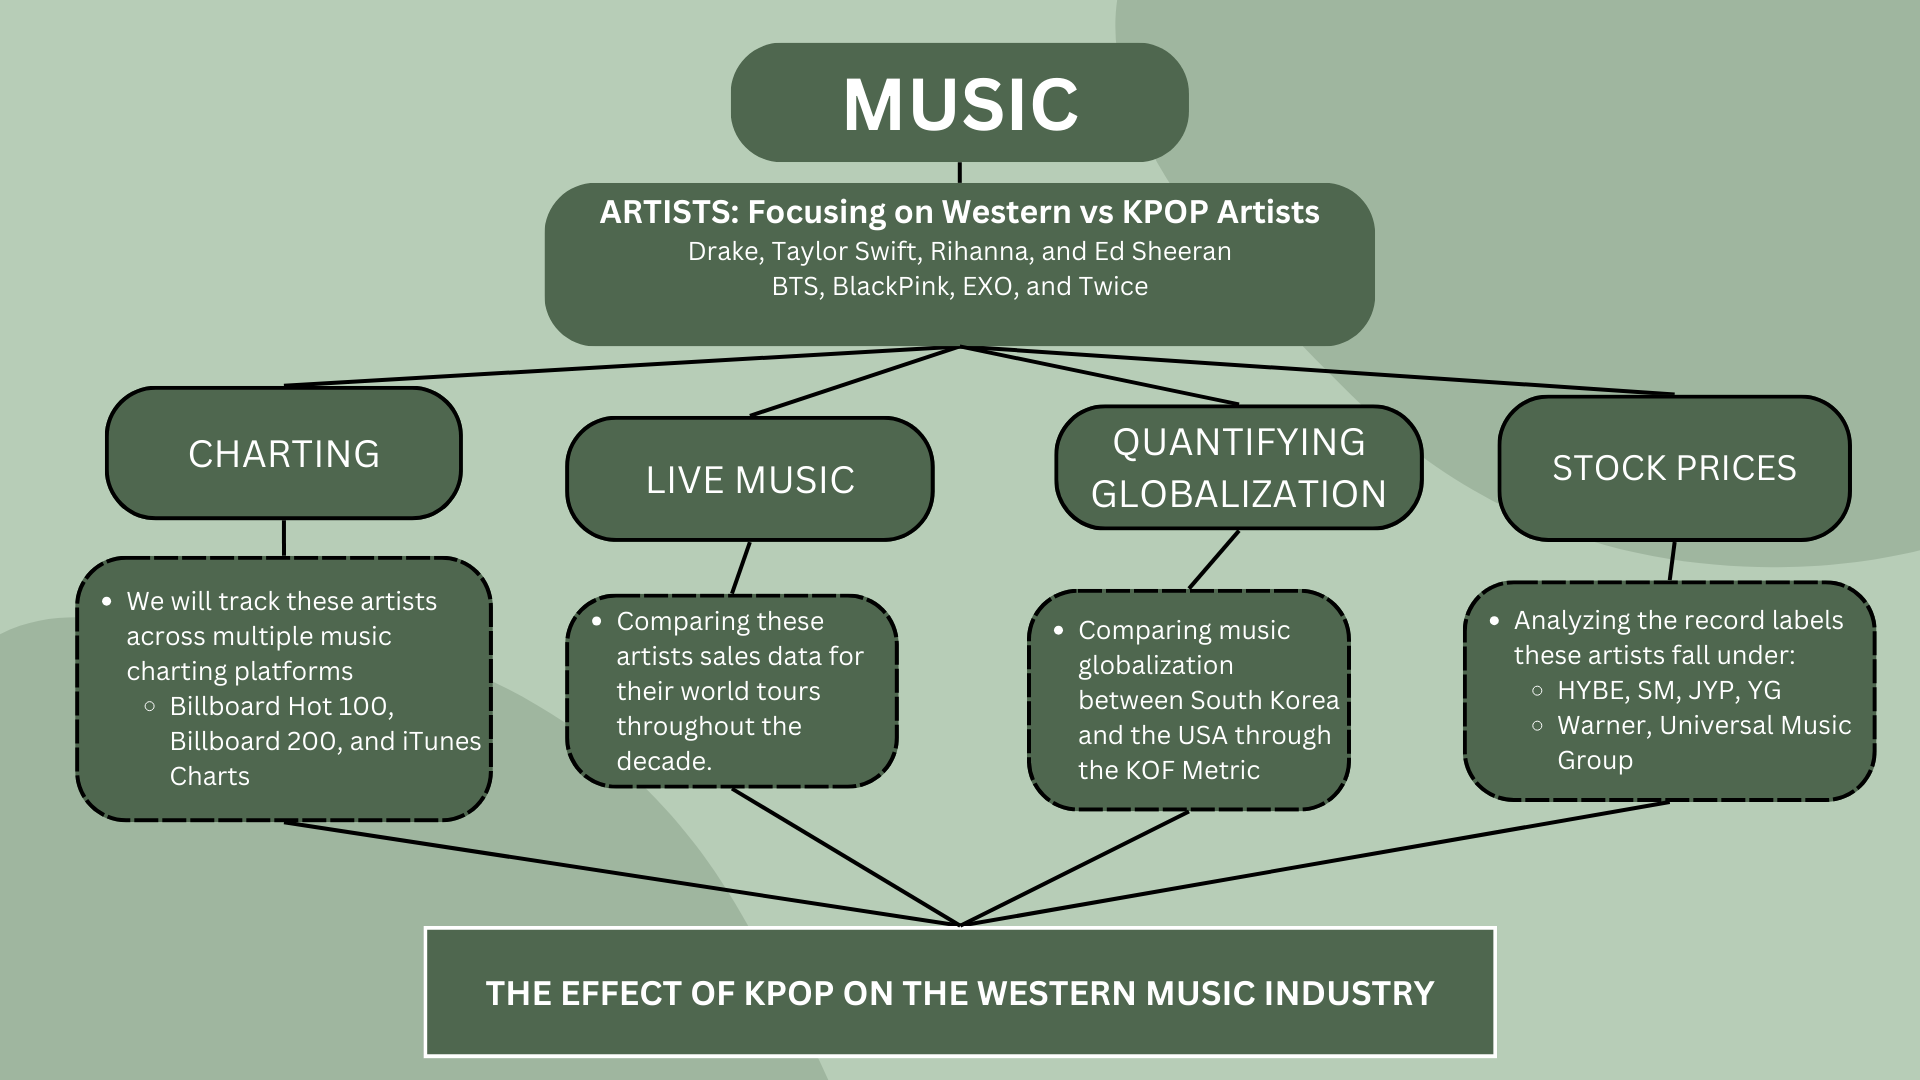 MUSIC
ARTISTS: Focusing on Western vs KPOP Artists
Drake, Taylor Swift, Rihanna, and Ed Sheeran
BTS, BlackPink, EXO, and Twice
CHARTING
We will track these artists
across multiple music
charting platforms
Billboard Hot 100,
Billboard 200, and iTunes
Charts
LIVE MUSIC
Comparing these
artists sales data for
their world tours
throughout the
decade.
QUANTIFYING
GLOBALIZATION
Comparing music
globalization
between South Korea
and the USA through
the KOF Metric
STOCK PRICES
Analyzing the record labels
these artists fall under:
HYBE, SM, JYP, YG
Warner, Universal Music
Group
THE EFFECT OF KPOP ON THE WESTERN MUSIC INDUSTRY